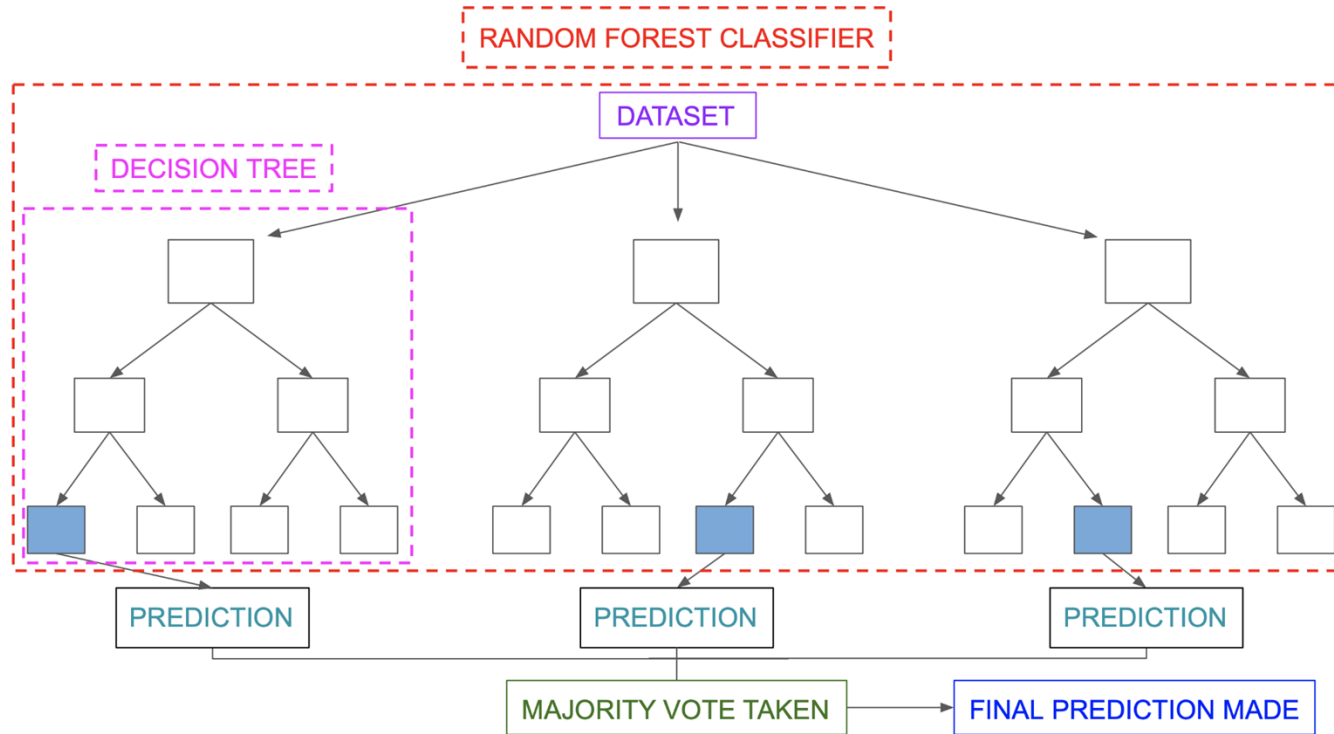 RANDOM FOREST CLASSIFIER
DATASET
DECISION TREE
PREDICTION
PREDICTION
PREDICTION
MAJORITY VOTE TAKEN
FINAL PREDICTION MADE